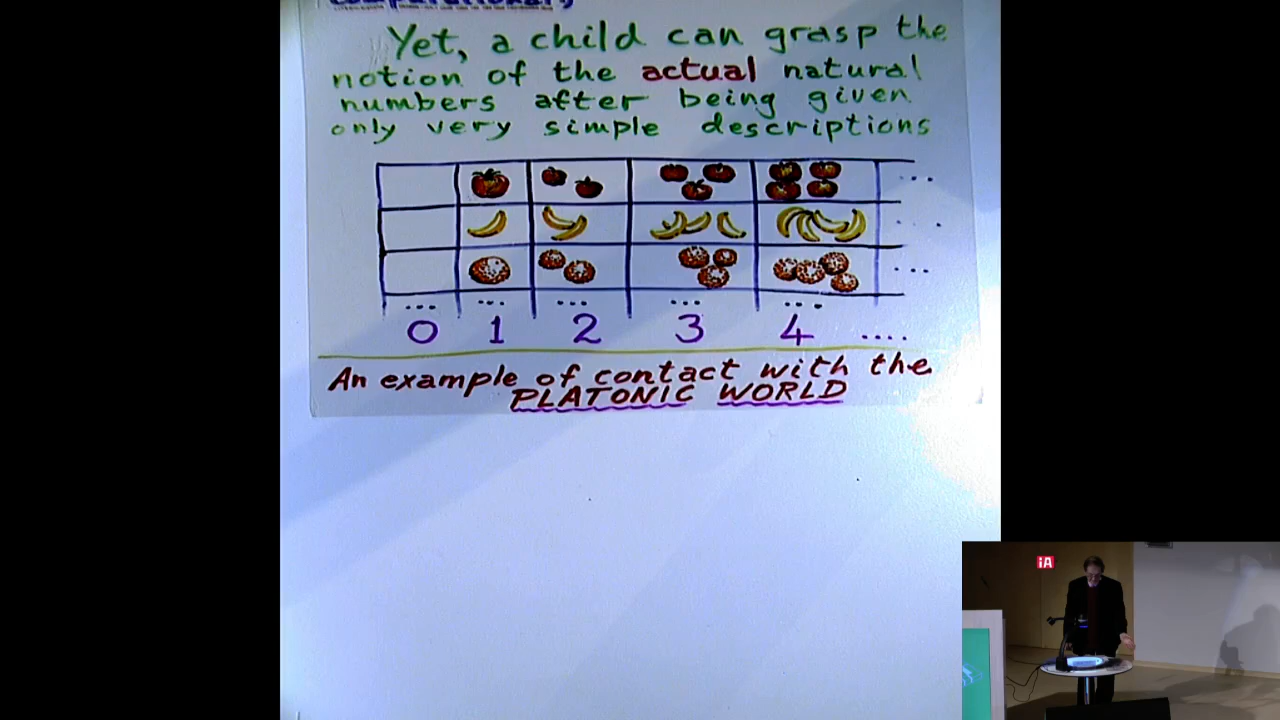 Yet, a child can grasp the
notion of the actual natural
numbers after being given
only very simple descriptions
...
...
...
... ... ... ... ...
0 1 2 3 4 ....
An example of contact with the
PLATONIC WORLD
iA